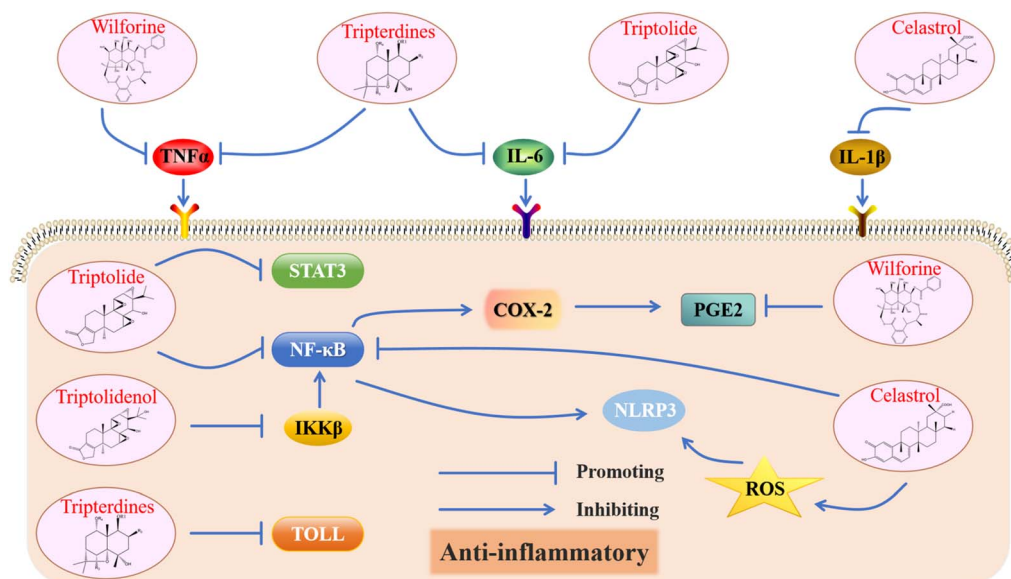 Wilforine
Tripterdines
Triptolide
Celastrol
TNFα
IL-6
IL-1β
Triptolide
STAT3
Wilforine
COX-2
PGE2
NF-κB
Triptolidenol
Celastrol
IKKβ
NLRP3
Promoting
ROS
Inhibiting
Tripterdines
TOLL
Anti-inflammatory